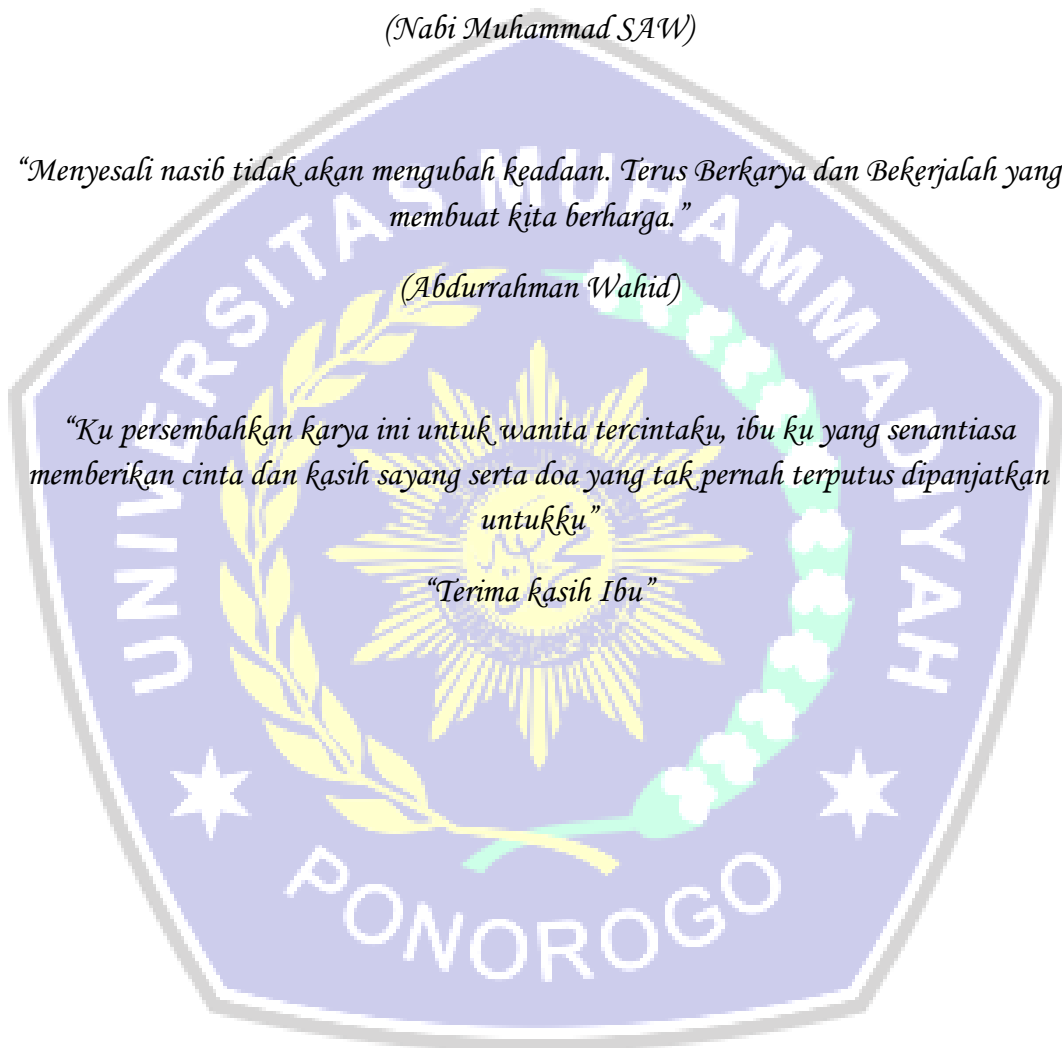 (Nabi Muhammad SAW)
“Menyesali nasib tidak akan mengubah keadaan. Terus Berkarya dan Bekerjalah yang
membuat kita berharga.”
(Abdurrahman Wahid)
“Ku persembahkan karya ini untuk wanita tercintaku, ibu ku yang senantiasa
memberikan cinta dan kasih sayang serta doa yang tak pernah terputus dipanjatkan
untukku”
“Terima kasih Ibu”
UNIVERSITAS MUHAMMADIYAH
PONOROGO